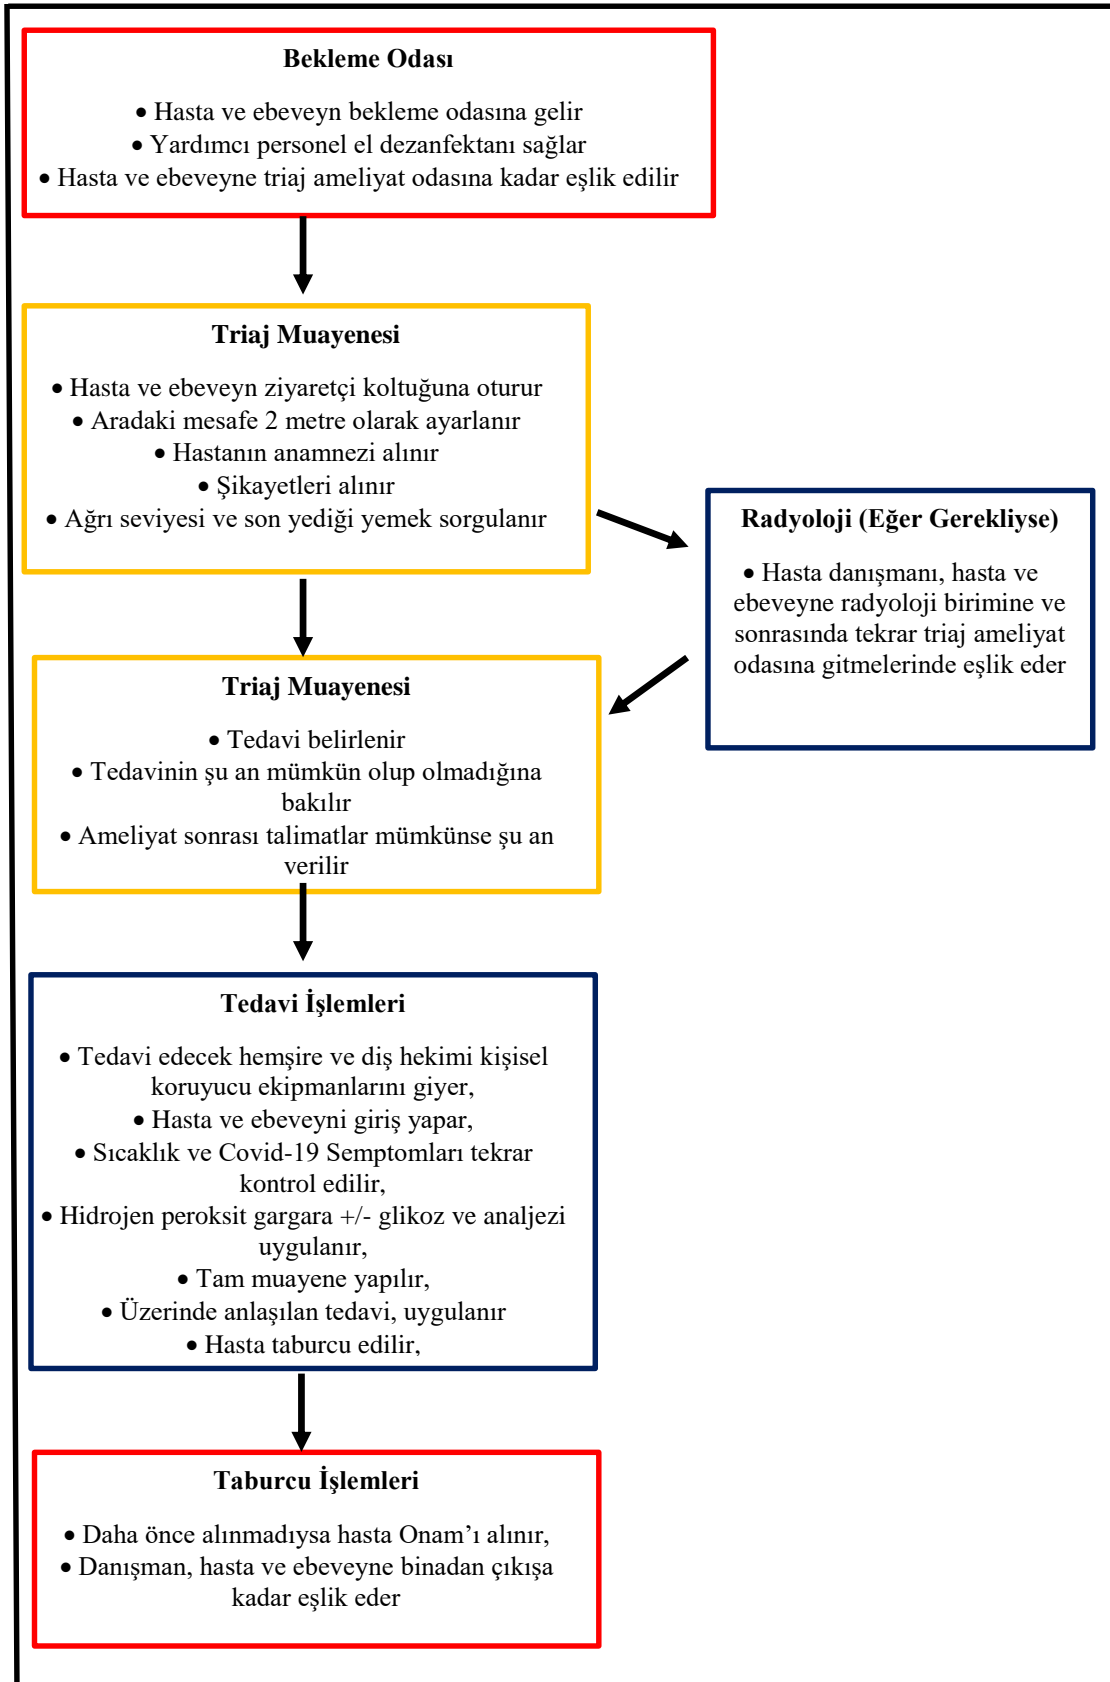 Bekleme Odası
• Hasta ve ebeveyn bekleme odasına gelir
• Yardımcı personel el dezanfektanı sağlar
• Hasta ve ebeveyne triaj ameliyat odasına kadar eşlik edilir
Triaj Muayenesi
• Hasta ve ebeveyn ziyaretçi koltuğuna oturur
• Aradaki mesafe 2 metre olarak ayarlanır
• Hastanın anamnezi alınır
• Şikayetleri alınır
• Ağrı seviyesi ve son yediği yemek sorgulanır
Radyoloji (Eğer Gerekliyse)
• Hasta danışmanı, hasta ve
ebeveyne radyoloji birimine ve
sonrasında tekrar triaj ameliyat
odasına gitmelerinde eşlik eder
Triaj Muayenesi
• Tedavi belirlenir
• Tedavinin şu an mümkün olup olmadığına
bakılır
• Ameliyat sonrası talimatlar mümkünse şu an
verilir
Tedavi İşlemleri
• Tedavi edecek hemşire ve diş hekimi kişisel
koruyucu ekipmanlarını giyer,
• Hasta ve ebeveyni giriş yapar,
• Sıcaklık ve Covid-19 Semptomları tekrar
kontrol edilir,
• Hidrojen peroksit gargara +/- glikoz ve analjezi
uygulanır,
• Tam muayene yapılır,
• Üzerinde anlaşılan tedavi, uygulanır
• Hasta taburcu edilir,
Taburcu İşlemleri
• Daha önce alınmadıysa hasta Onam’ı alınır,
• Danışman, hasta ve ebeveyne binadan çıkışa
kadar eşlik eder